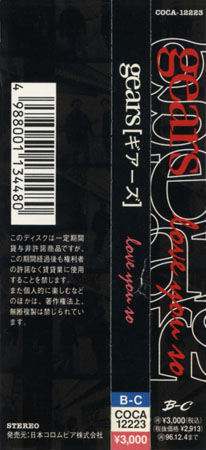 COCA-12223
gears
love you so
B-C
㋲¥3,000(税込)
(税抜価格 ¥2,913)
96.12.4まで
gears [ギアーズ]
love you so
B-C
COCA
12223
¥3,000
4988001134480
このディスクは一定期間
貸与非許諾商品ですが、
この期間経過後も権利者
の許諾なく賃貸業に使用
することを禁じます。
また個人的に楽しむなど
のほかは、著作権法上、
無断複製は禁じられてい
ます。
STEREO
発売元:日本コロムビア株式会社